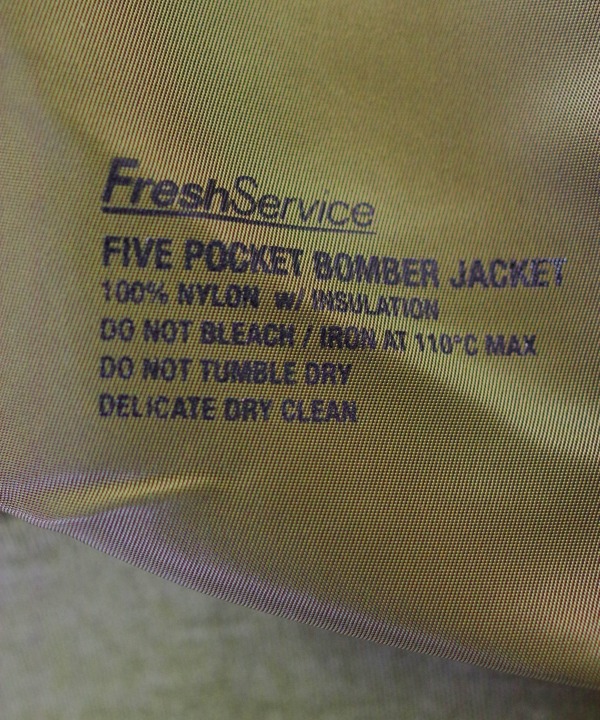 FreshService
FIVE POCKET BOMBER JACKET
100% NYLON w/ INSULATION
DO NOT BLEACH / IRON AT 110°C MAX
DO NOT TUMBLE DRY
DELICATE DRY CLEAN